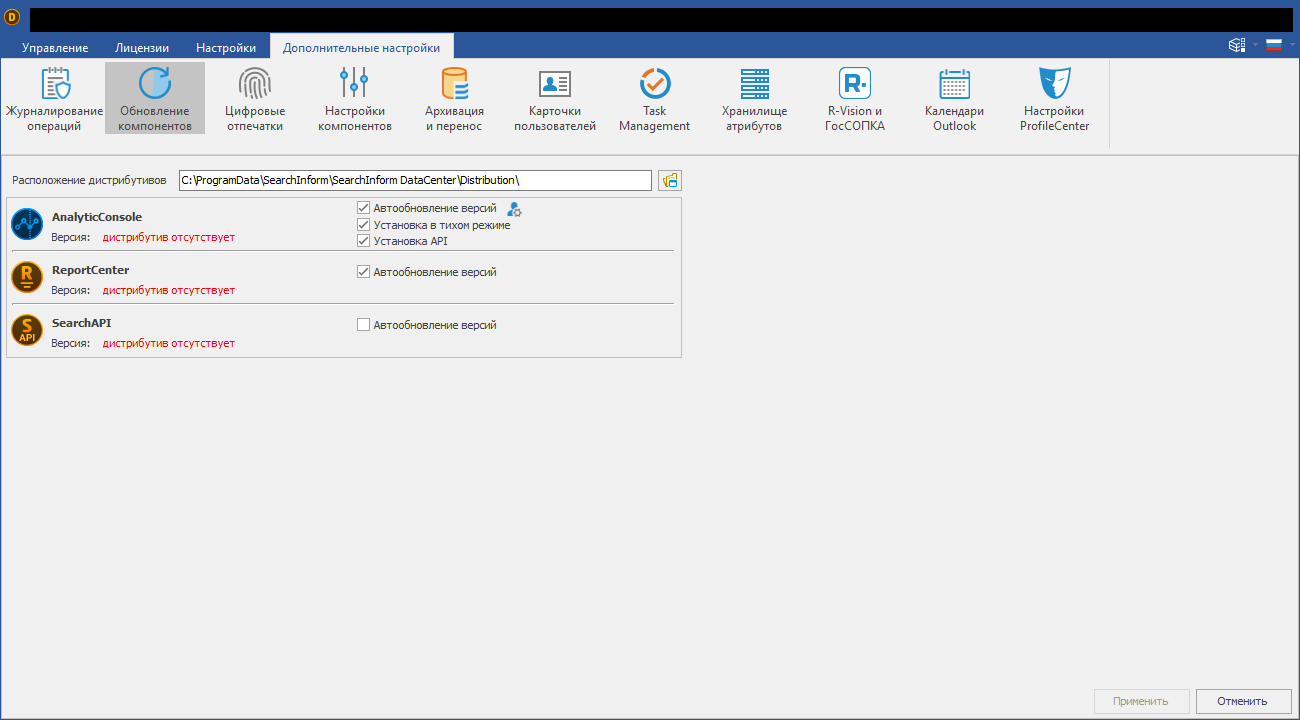 D
Управление Лицензии Настройки Дополнительные настройки
Журналирование операций
Обновление компонентов
Цифровые отпечатки
Настройки компонентов
Архивация и перенос
Карточки пользователей
Task Management
Хранилище атрибутов
R-Vision и ГосСОПКА
Календари Outlook
Настройки ProfileCenter
Расположение дистрибутивов C:\ProgramData\SearchInform\SearchInform DataCenter\Distribution\
AnalyticConsole
Версия: дистрибутив отсутствует
Автообновление версий
Установка в тихом режиме
Установка API
R
ReportCenter
Версия: дистрибутив отсутствует
Автообновление версий
S
API
SearchAPI
Версия: дистрибутив отсутствует
Автообновление версий
Применить Отменить